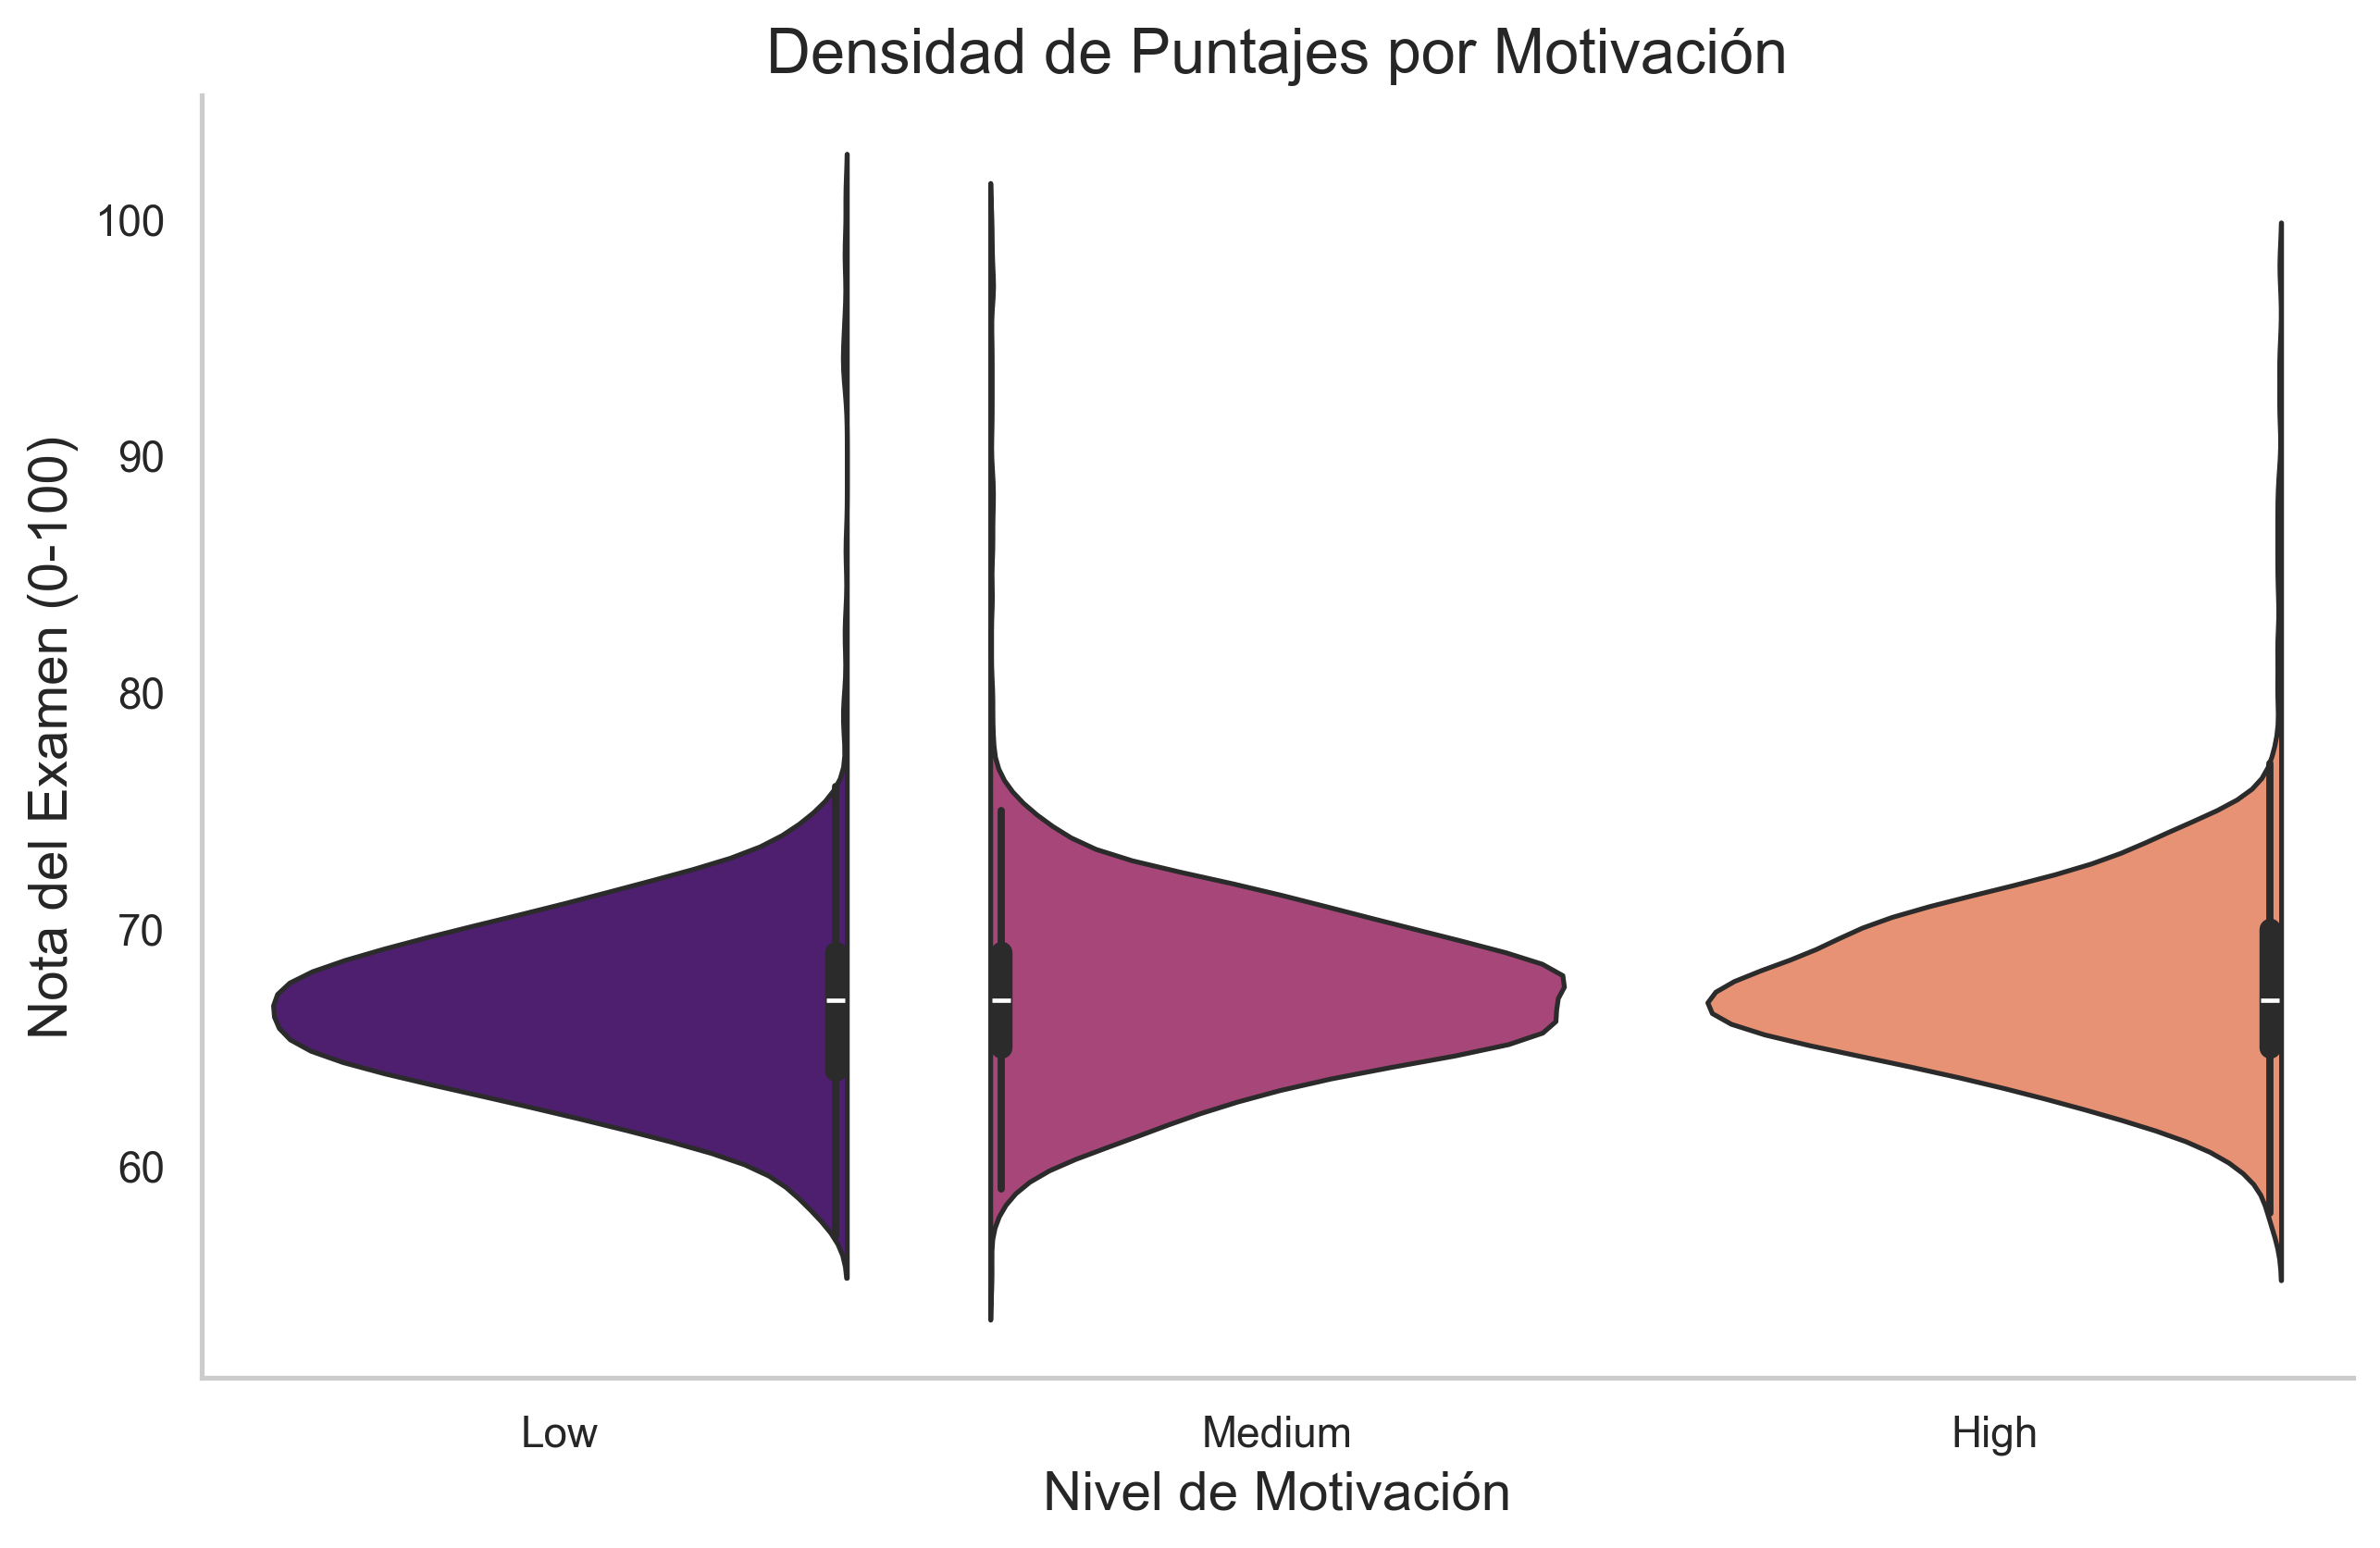 Densidad de Puntajes por Motivación
Nota del Examen (0-100)
100
90
80
70
60
Low
Medium
High
Nivel de Motivación